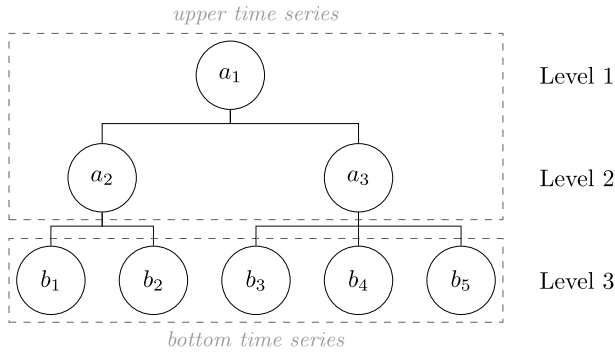 upper time series
a₁ Level 1
a₂ a₃ Level 2
b₁ b₂ b₃ b₄ b₅ Level 3
bottom time series